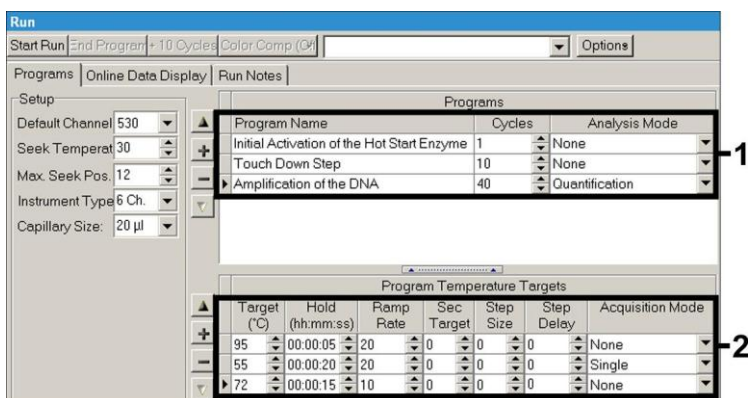 Run
Start Run End Program + 10 Cycles Color Comp (Off) Options
Programs Online Data Display Run Notes
Setup
Default Channel 530
Seek Temperat 30
Max. Seek Pos. 12
Instrument Type 6 Ch.
Capillary Size: 20 µl
Programs
Program Name Cycles Analysis Mode
Initial Activation of the Hot Start Enzyme 1 None
Touch Down Step 10 None
Amplification of the DNA 40 Quantification
1
Program Temperature Targets
Target (°C) Hold (hh:mm:ss) Ramp Rate Sec Target Step Size Step Delay Acquisition Mode
95 00:00:05 20 0 0 0 None
55 00:00:20 20 0 0 0 Single
72 00:00:15 10 0 0 0 None
2